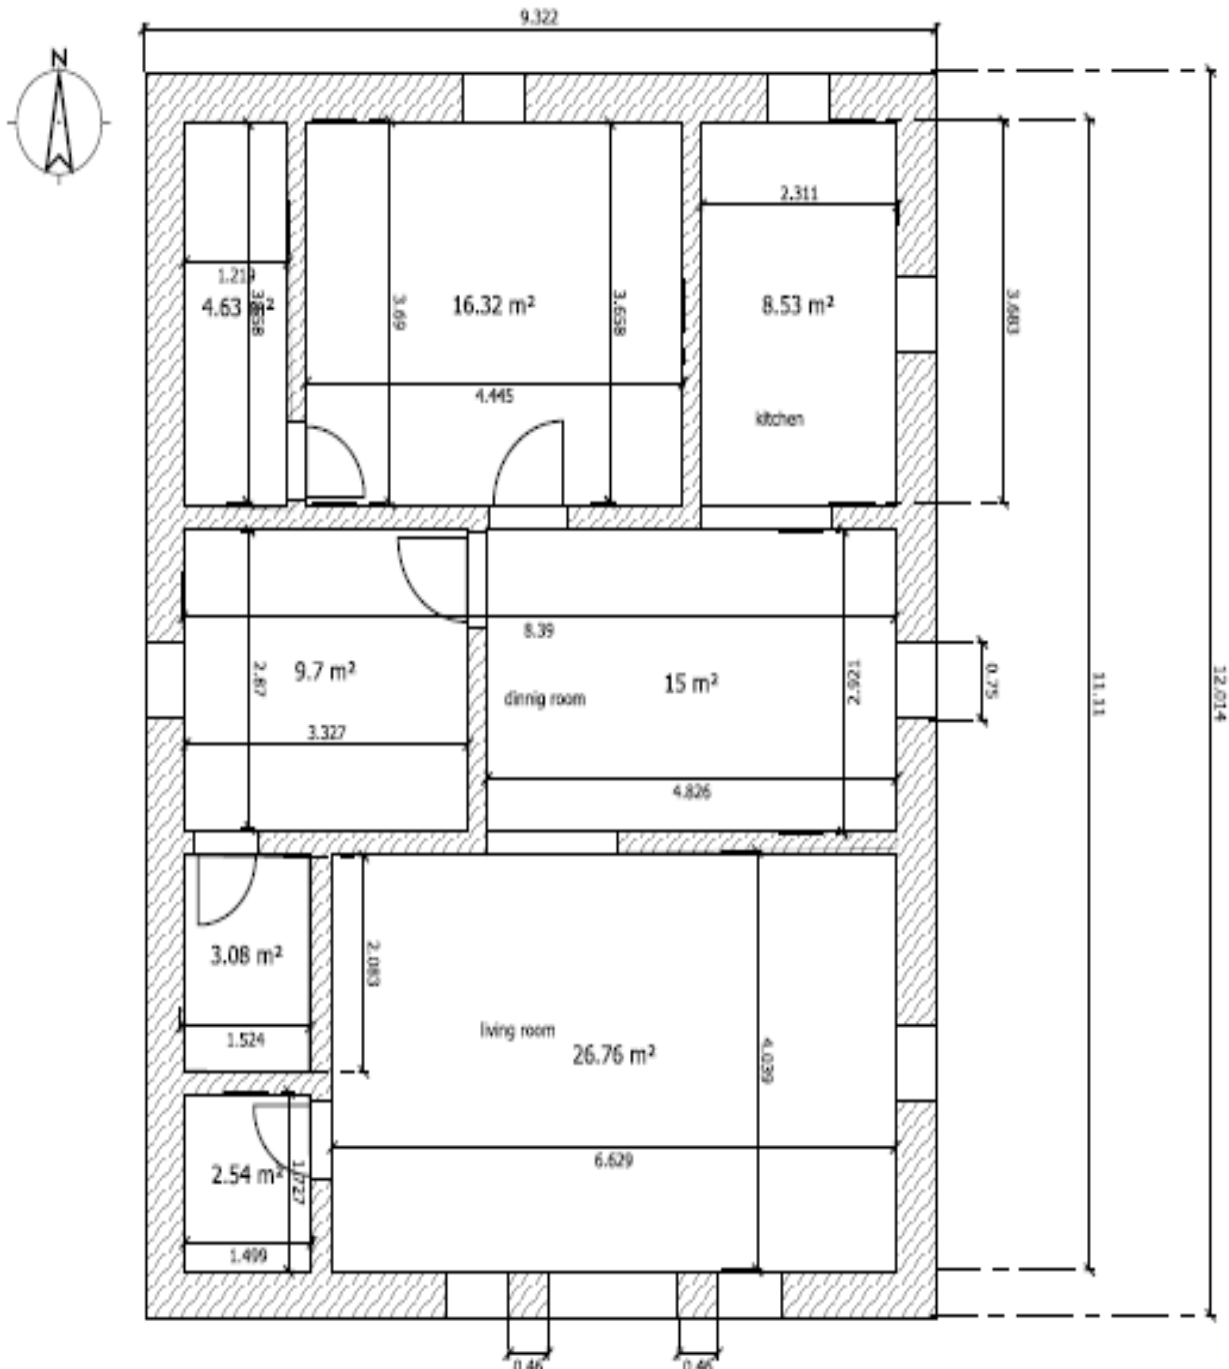 9.322
N
2.311
1.219
4.63 m²
3.658
16.32 m²
3.69
3.658
8.53 m²
3.683
4.445
kitchen
8.39
9.7 m²
2.87
dinnig room
15 m²
2.921
0.75
11.11
12.014
3.327
4.826
3.08 m²
2.083
1.524
living room
26.76 m²
4.039
6.629
2.54 m²
1.727
1.499
0.46
0.46